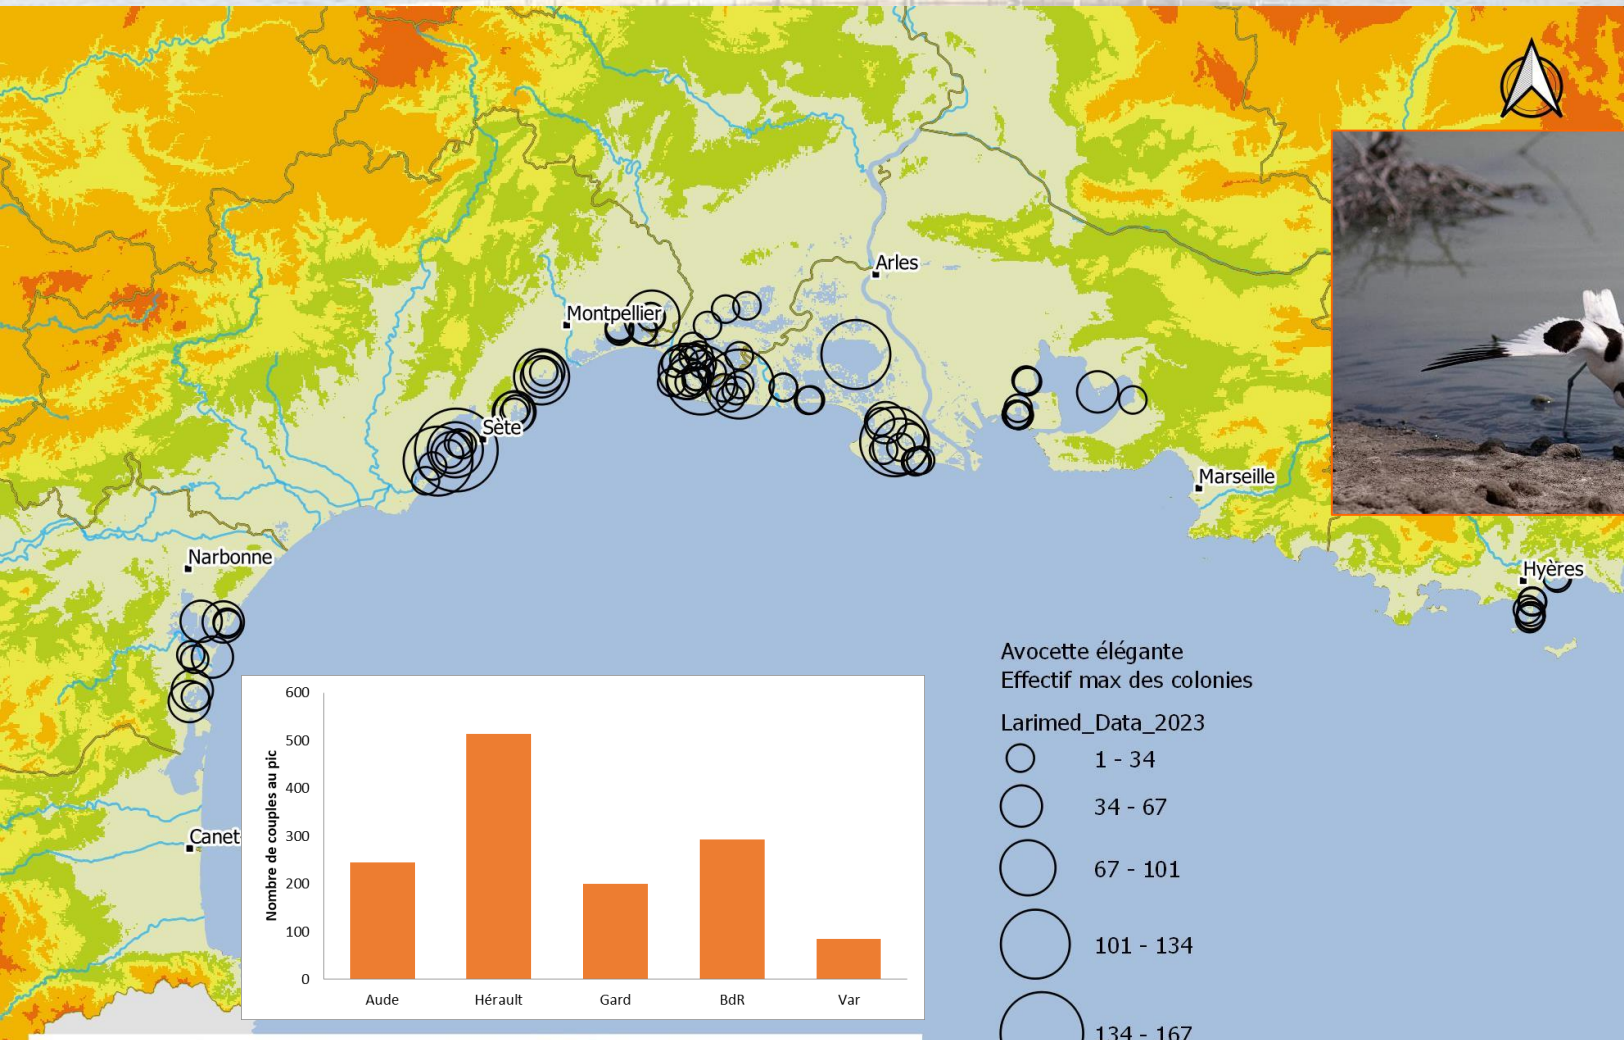 Arles
Montpellier
Sète
Marseille
Narbonne
Hyères
Canet-
Avocette élégante
Effectif max des colonies
Larimed_Data_2023
1 - 34
34 - 67
67 - 101
101 - 134
134 - 167
Nombre de couples au pic
600
500
400
300
200
100
0
Aude Hérault Gard BdR Var